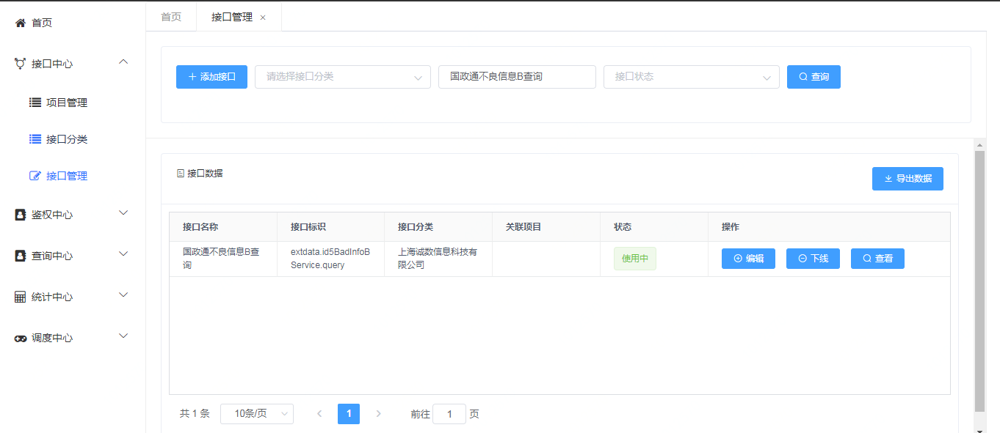 首页
接口中心
项目管理
接口分类
接口管理
鉴权中心
查询中心
统计中心
调度中心
首页
接口管理 ×
+ 添加接口
请选择接口分类
国政通不良信息B查询
接口状态
查询
接口数据
导出数据
接口名称
接口标识
接口分类
关联项目
状态
操作
国政通不良信息B查
询
extdata.id5BadInfoB
Service.query
上海诚数信息科技有
限公司
使用中
编辑
下线
查看
共 1 条
10条/页
1
前往
1
页